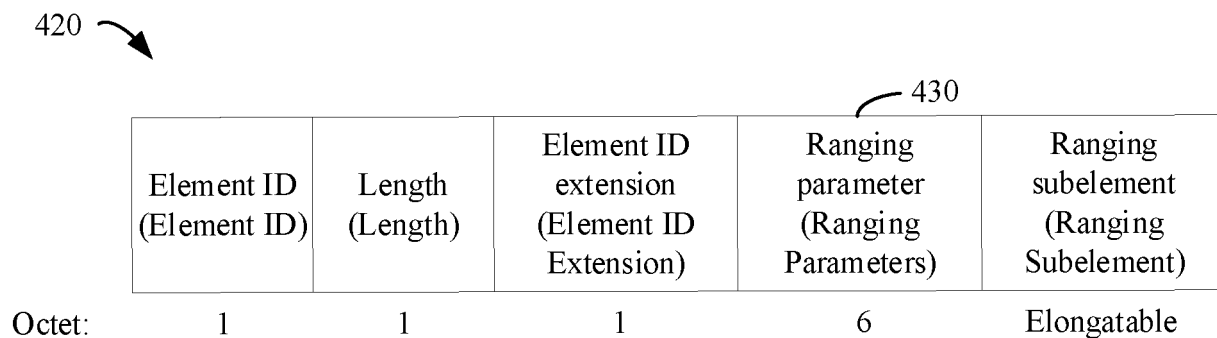 420
430
Element ID
(Element ID)
Length
(Length)
Element ID
extension
(Element ID
Extension)
Ranging
parameter
(Ranging
Parameters)
Ranging
subelement
(Ranging
Subelement)
Octet: 1 1 1 6 Elongatable